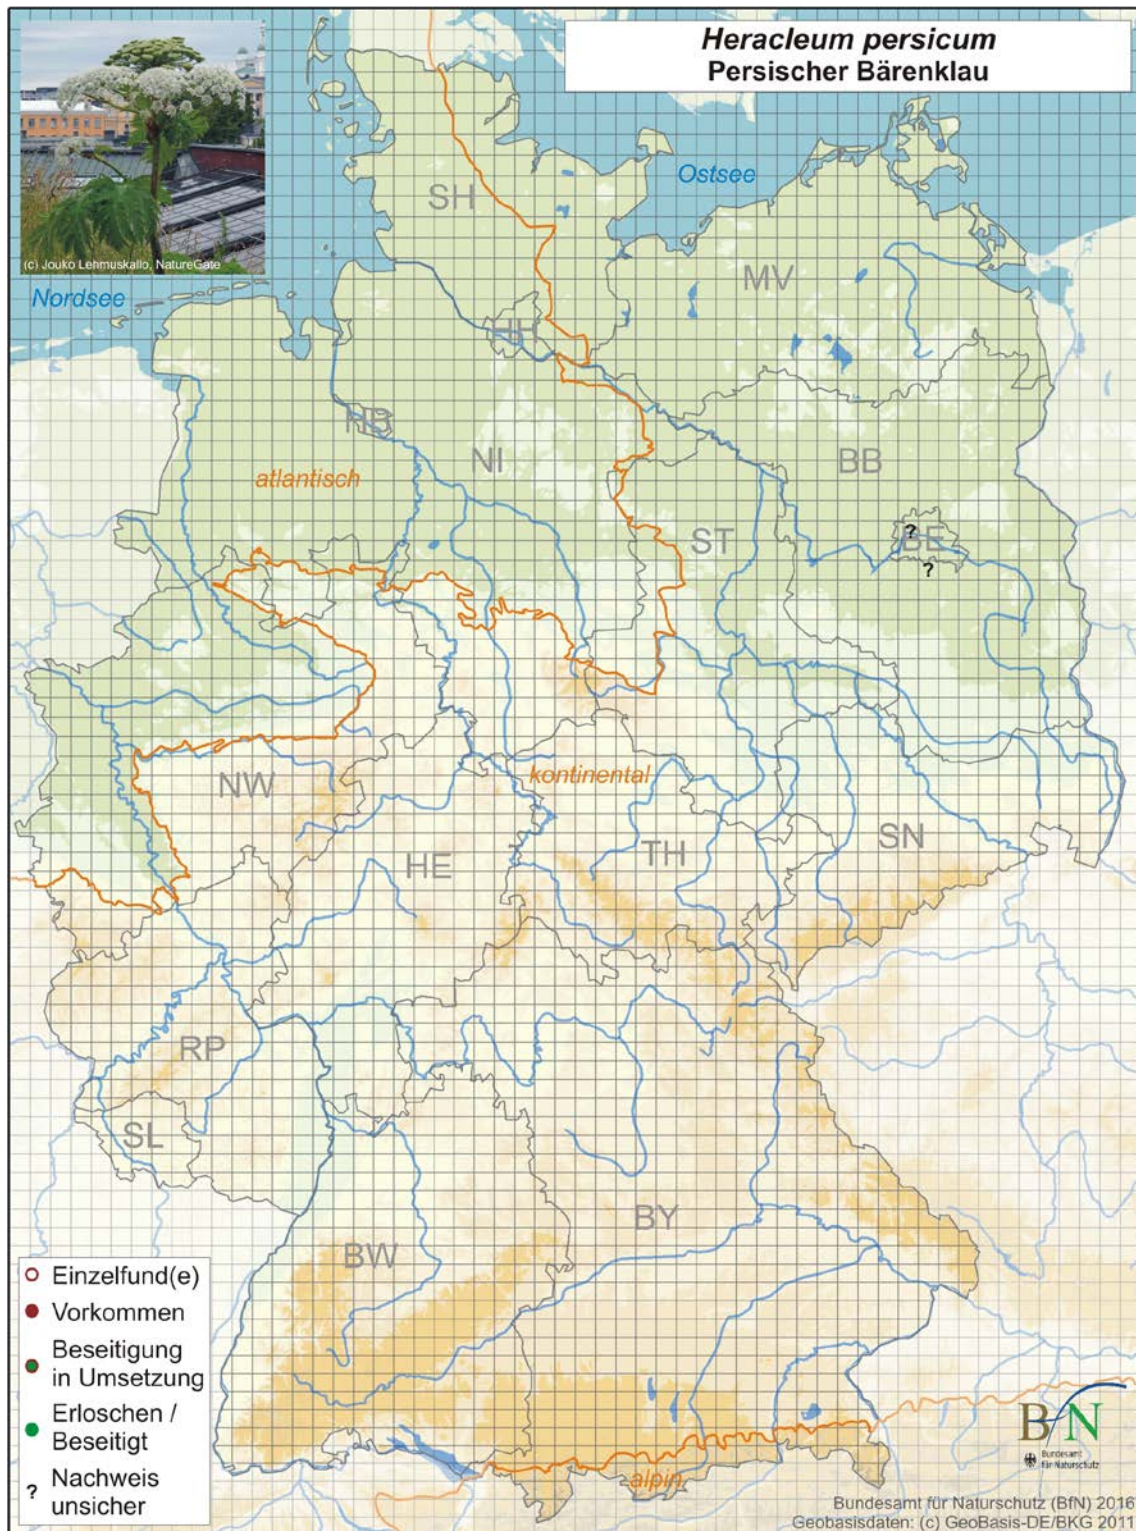 Heracleum persicum
Persischer Bärenklau
(c) Jouko Lehmuskallo, NatureGate
Ostsee
SH
Nordsee
MV
HH
HB
NI
BB
atlantisch
?
BE
ST
?
NW
kontinental
HE
TH
SN
RP
SL
BY
BW
Einzelfund(e)
Vorkommen
Beseitigung
in Umsetzung
Erloschen /
Beseitigt
? Nachweis
unsicher
alpin
BfN
Bundesamt
für Naturschutz
Bundesamt für Naturschutz (BfN) 2016
Geobasisdaten: (c) GeoBasis-DE/BKG 2011